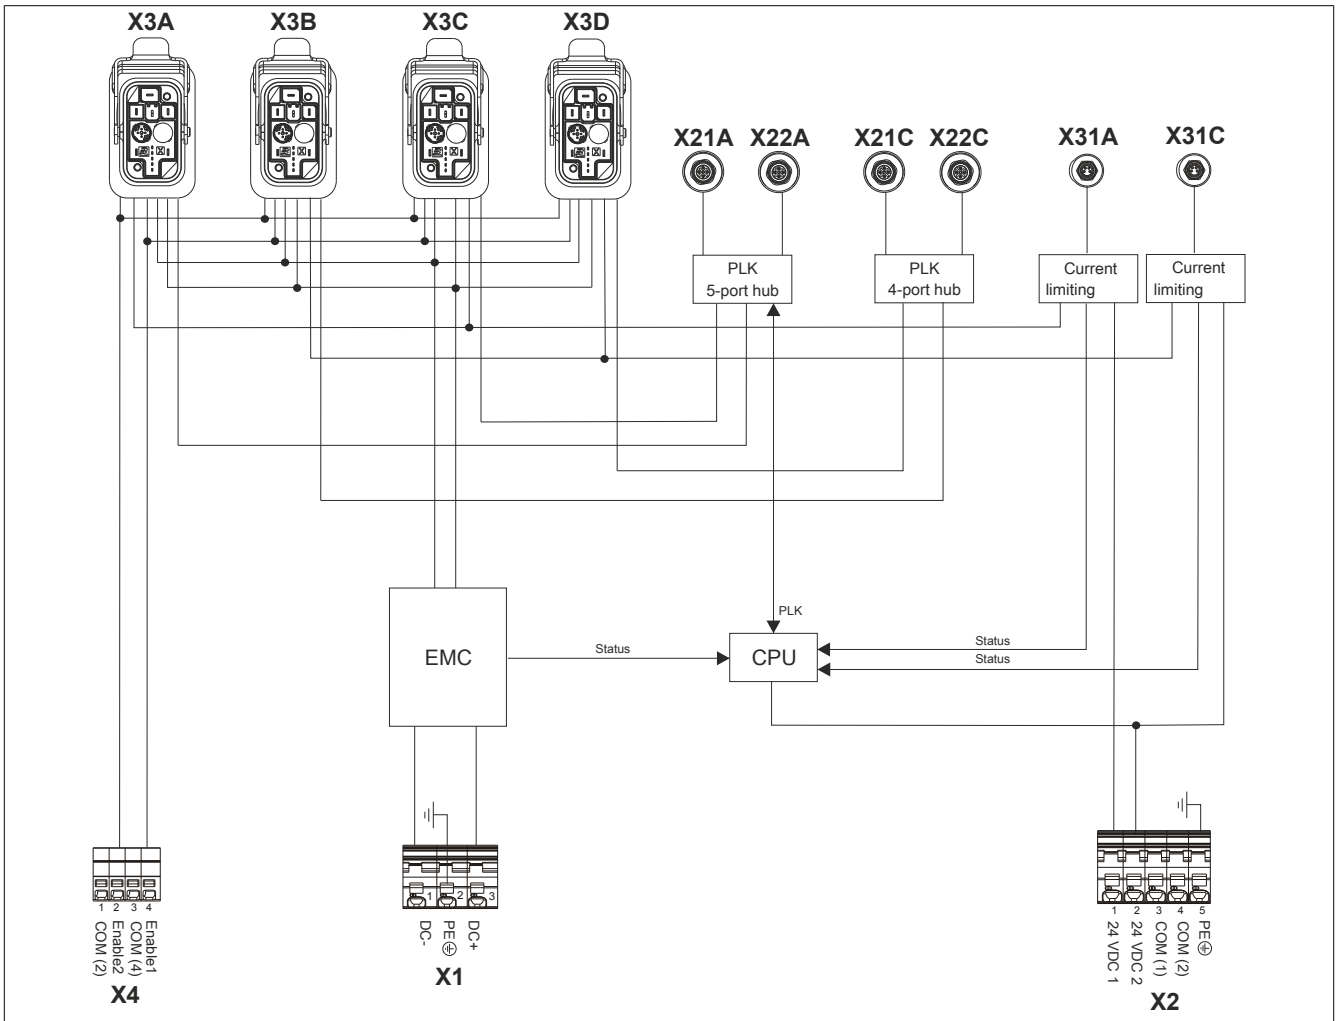 X3A X3B X3C X3D
X21A X22A X21C X22C X31A X31C
PLK
5-port hub
PLK
4-port hub
Current
limiting
Current
limiting
PLK
EMC
Status
CPU
Status
Status
1 2 3 4
COM (2)
Enable2
COM (4)
Enable1
X4
1 2 3
DC-
PE
DC+
X1
1 2 3 4 5
24 VDC 1
24 VDC 2
COM (1)
COM (2)
PE
X2